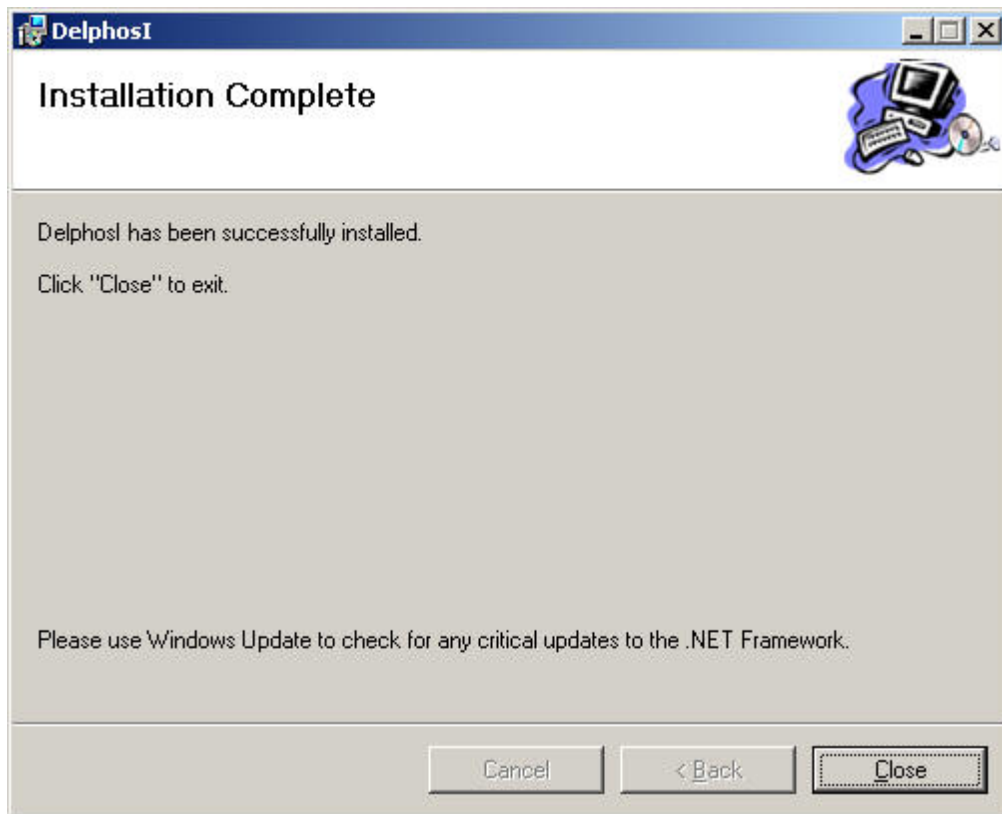 DelphosI
Installation Complete
DelphosI has been successfully installed.
Click "Close" to exit.
Please use Windows Update to check for any critical updates to the .NET Framework.
Cancel
< Back
Close